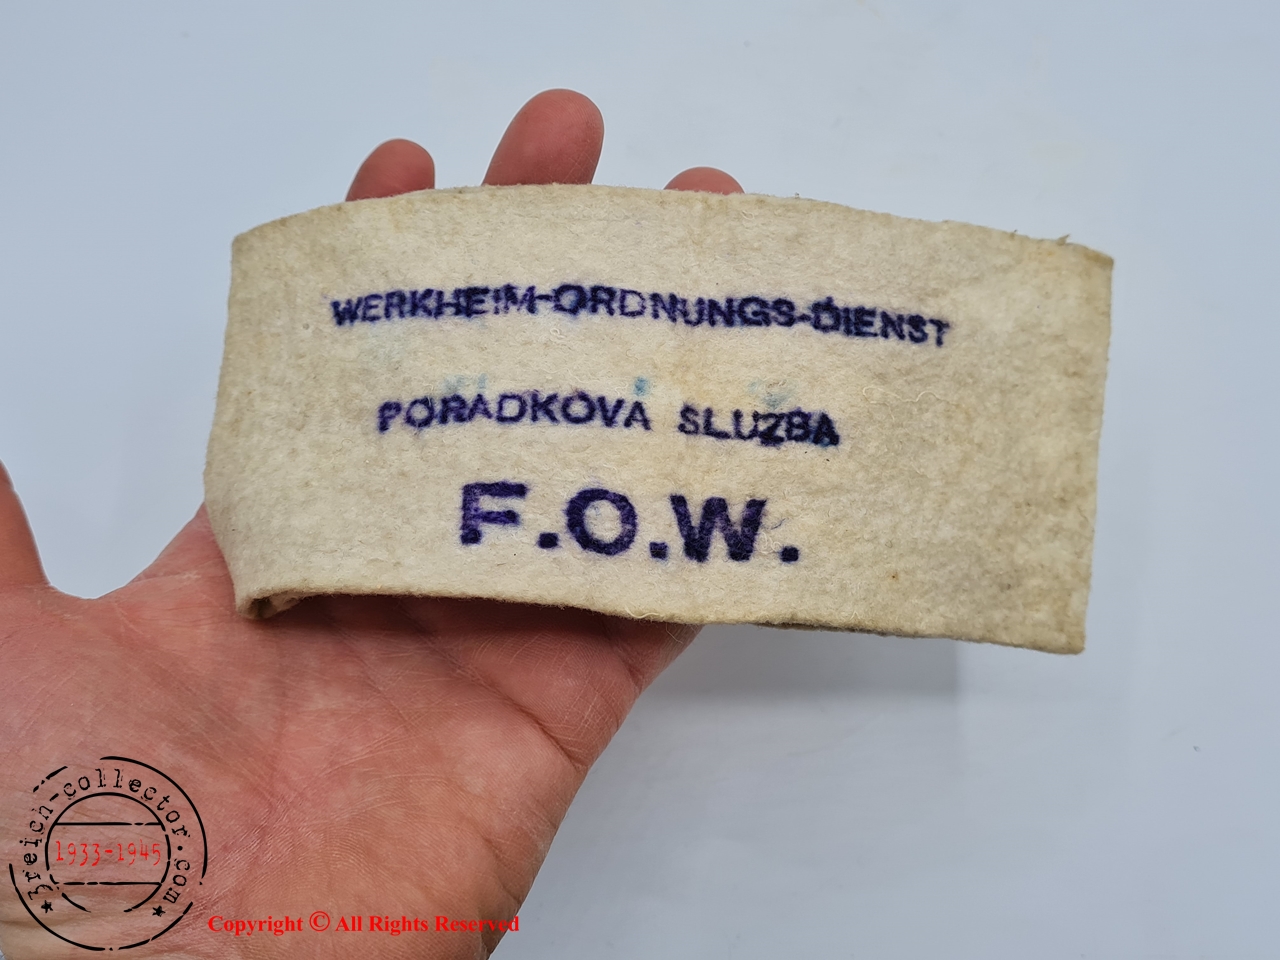 WERKHEIM-ORDNUNGS-DIENST
PORADKOVA SLUZBA
F.O.W.
3reich-collector.com
1933-1945
Copyright © All Rights Reserved